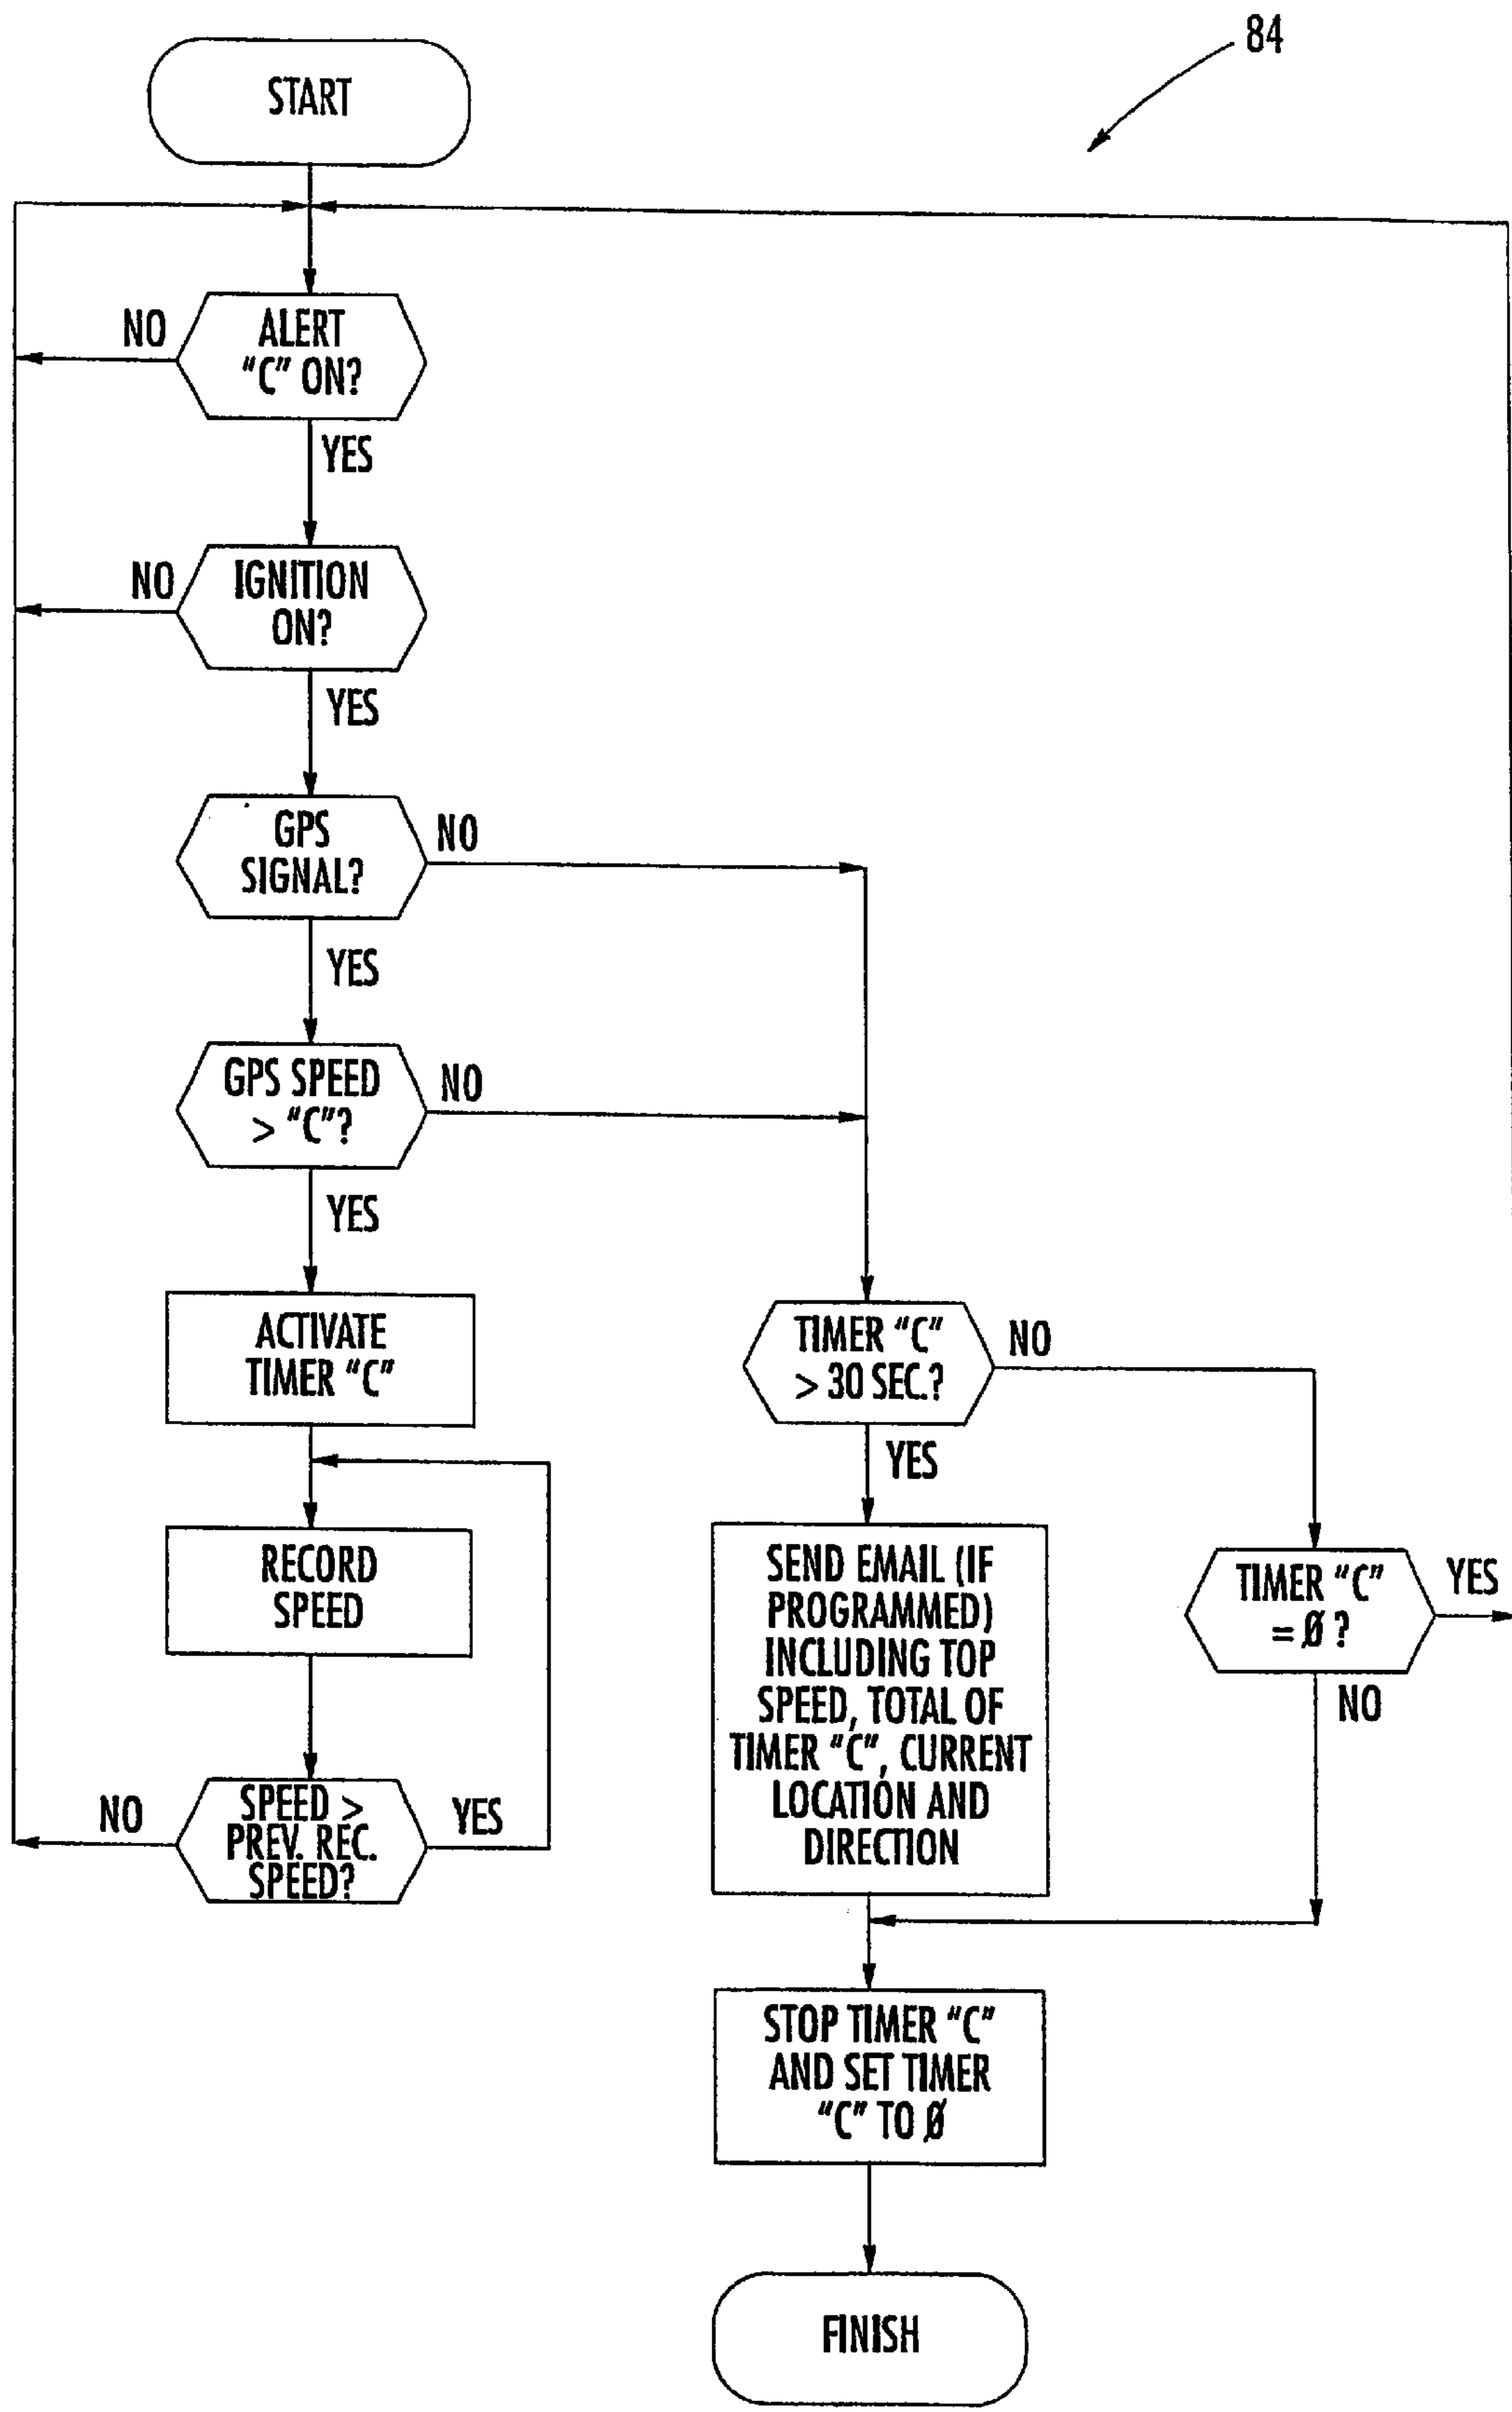 84
START
NO
ALERT
"C" ON?
YES
NO
IGNITION
ON?
YES
GPS
SIGNAL?
NO
YES
GPS SPEED
> "C"?
NO
YES
ACTIVATE
TIMER "C"
RECORD
SPEED
NO
SPEED >
PREV. REC.
SPEED?
YES
TIMER "C"
> 30 SEC.?
NO
YES
SEND EMAIL (IF
PROGRAMMED)
INCLUDING TOP
SPEED, TOTAL OF
TIMER "C", CURRENT
LOCATION AND
DIRECTION
TIMER "C"
= Ø ?
YES
NO
STOP TIMER "C"
AND SET TIMER
"C" TO Ø
FINISH